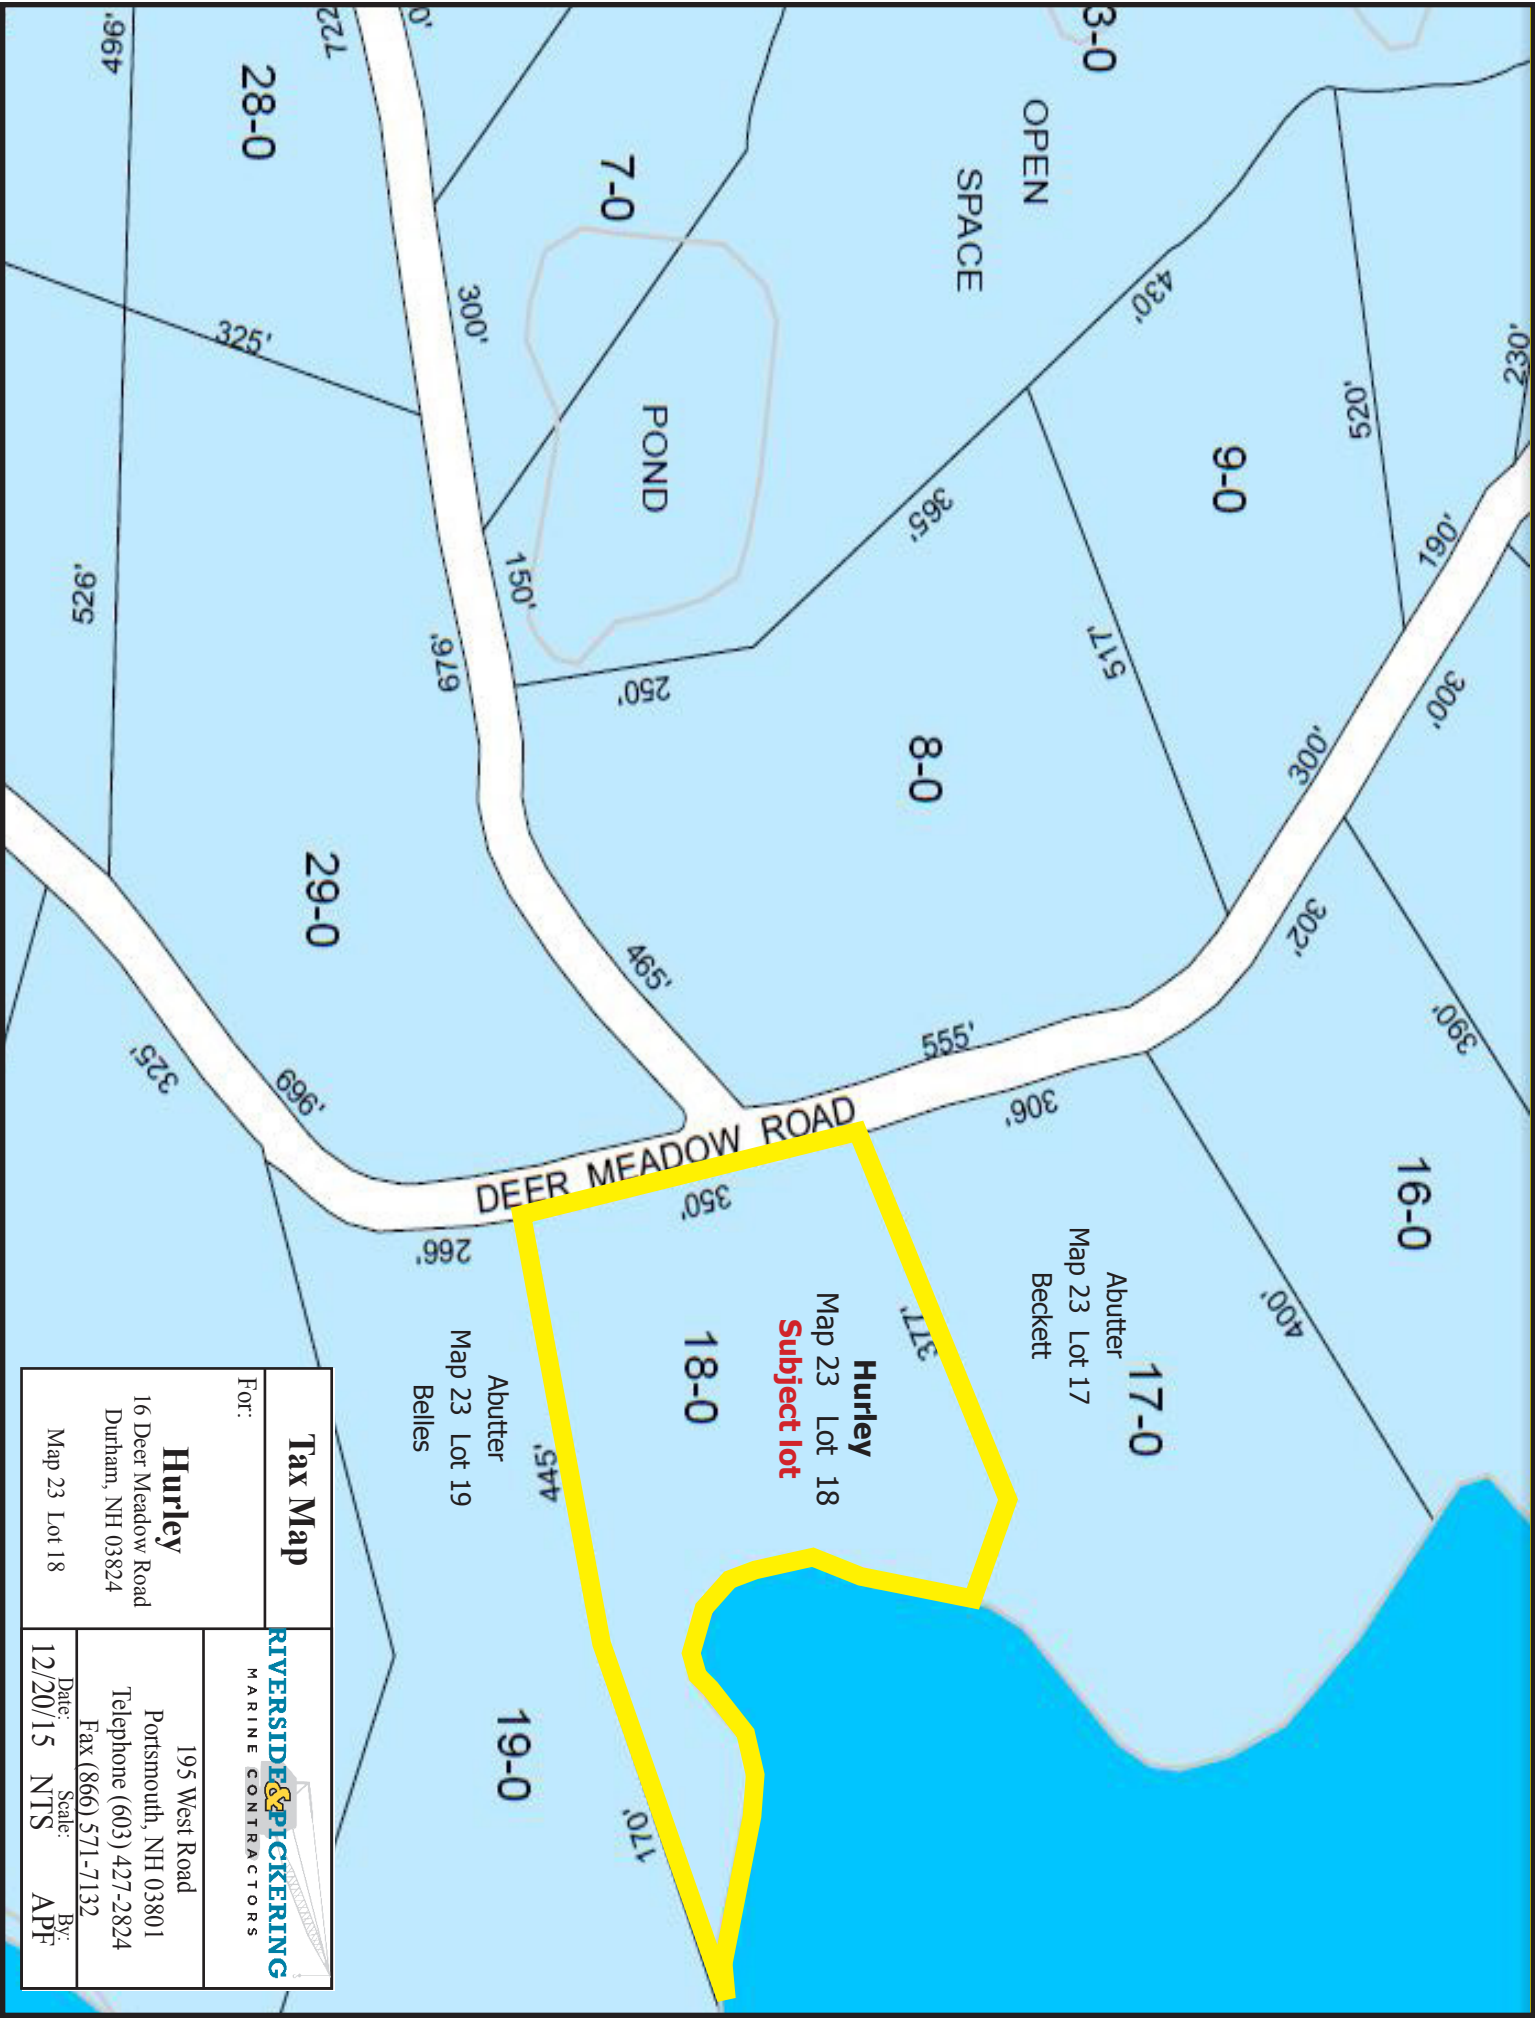 3-0
OPEN
SPACE
7-0
POND
28-0
722'
0'
496'
325'
300'
150'
676'
526'
250'
365'
430'
520'
230'
9-0
190'
300'
517'
300'
302'
8-0
29-0
465'
555'
306'
390'
16-0
400'
325'
696'
DEER MEADOW ROAD
350'
266'
377'
Abutter
Map 23 Lot 17
Beckett
17-0
Hurley
Map 23 Lot 18
Subject lot
18-0
445'
Abutter
Map 23 Lot 19
Belles
19-0
170'
Tax Map
For:
Hurley
16 Deer Meadow Road
Durham, NH 03824
Map 23 Lot 18
RIVERSIDE&PICKERING
MARINE CONTRACTORS
195 West Road
Portsmouth, NH 03801
Telephone (603) 427-2824
Fax (866) 571-7132
Date: Scale: By:
12/20/15 NTS APF